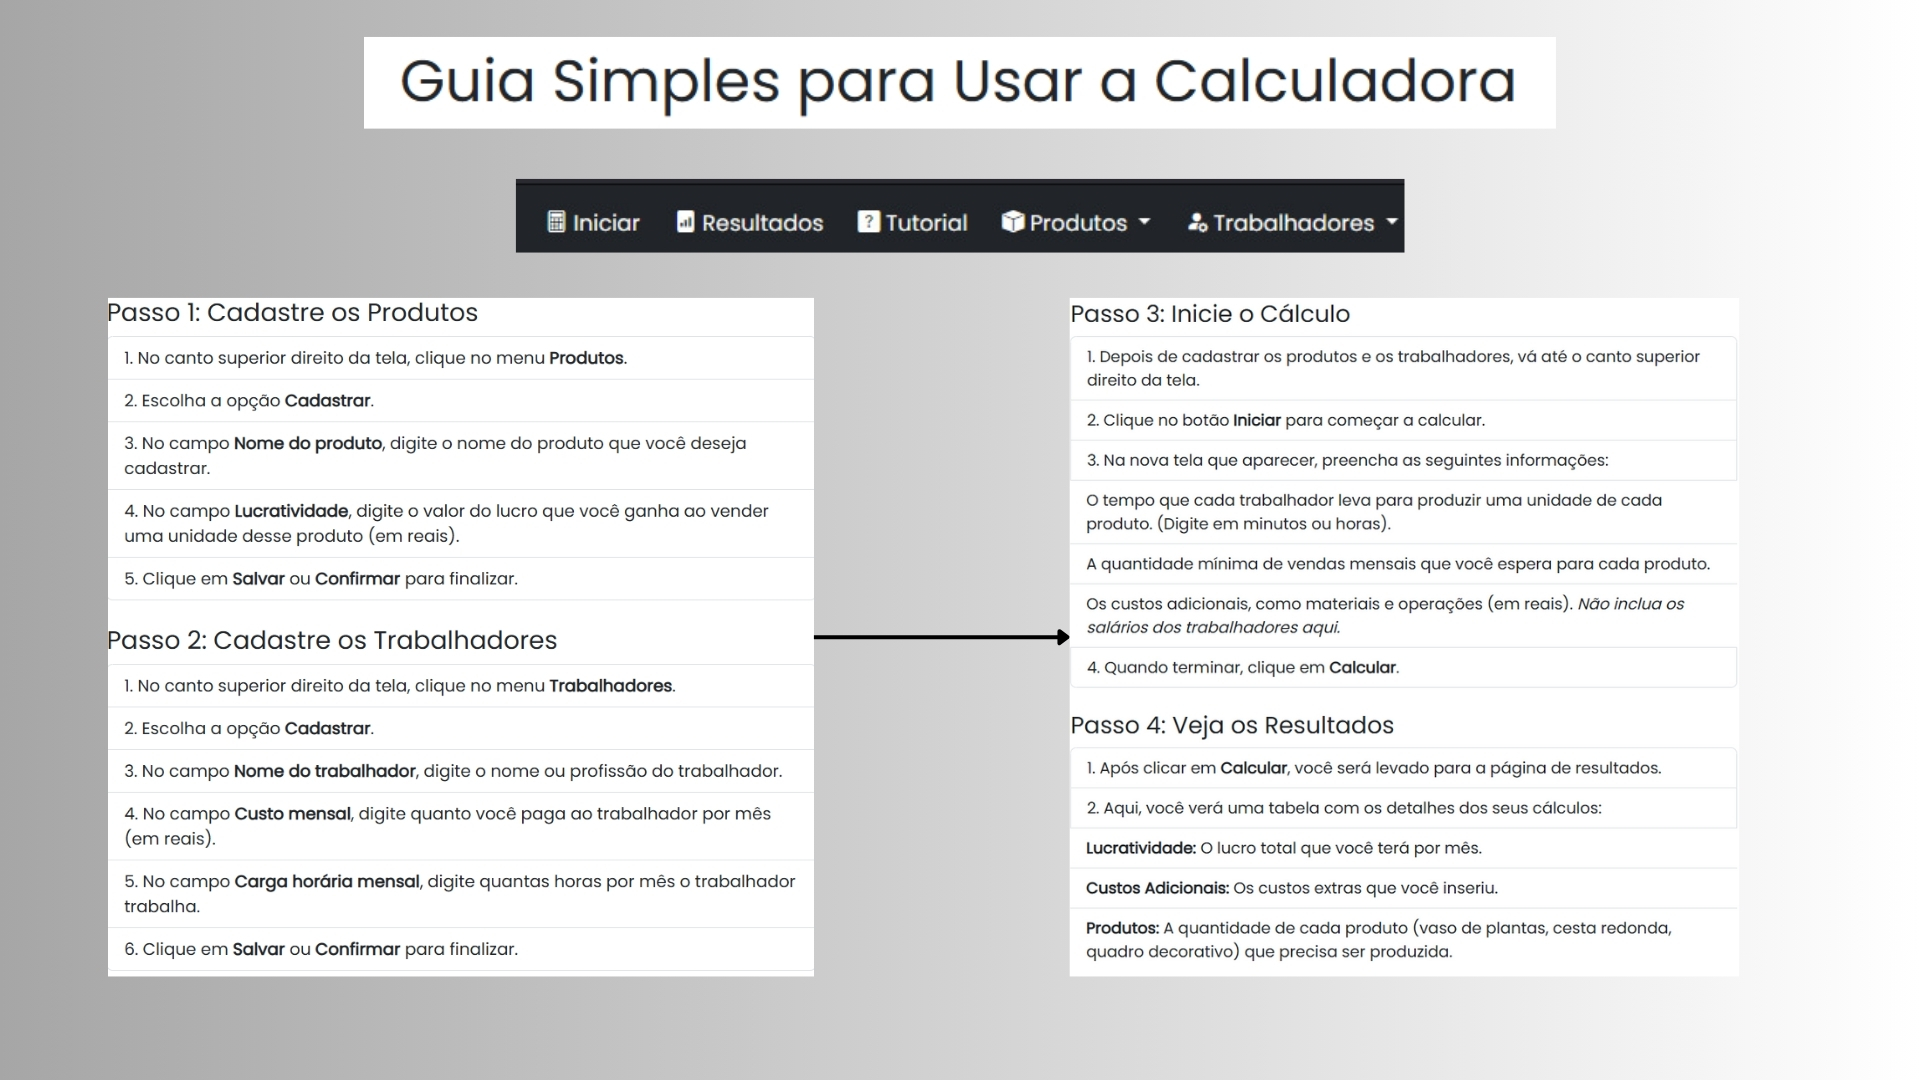 Guia Simples para Usar a Calculadora
Iniciar Resultados Tutorial Produtos Trabalhadores
Passo 1: Cadastre os Produtos
1. No canto superior direito da tela, clique no menu Produtos.
2. Escolha a opção Cadastrar.
3. No campo Nome do produto, digite o nome do produto que você deseja
cadastrar.
4. No campo Lucratividade, digite o valor do lucro que você ganha ao vender
uma unidade desse produto (em reais).
5. Clique em Salvar ou Confirmar para finalizar.
Passo 2: Cadastre os Trabalhadores
1. No canto superior direito da tela, clique no menu Trabalhadores.
2. Escolha a opção Cadastrar.
3. No campo Nome do trabalhador, digite o nome ou profissão do trabalhador.
4. No campo Custo mensal, digite quanto você paga ao trabalhador por mês
(em reais).
5. No campo Carga horária mensal, digite quantas horas por mês o trabalhador
trabalha.
6. Clique em Salvar ou Confirmar para finalizar.
Passo 3: Inicie o Cálculo
1. Depois de cadastrar os produtos e os trabalhadores, vá até o canto superior
direito da tela.
2. Clique no botão Iniciar para começar a calcular.
3. Na nova tela que aparecer, preencha as seguintes informações:
O tempo que cada trabalhador leva para produzir uma unidade de cada
produto. (Digite em minutos ou horas).
A quantidade mínima de vendas mensais que você espera para cada produto.
Os custos adicionais, como materiais e operações (em reais). Não inclua os
salários dos trabalhadores aqui.
4. Quando terminar, clique em Calcular.
Passo 4: Veja os Resultados
1. Após clicar em Calcular, você será levado para a página de resultados.
2. Aqui, você verá uma tabela com os detalhes dos seus cálculos:
Lucratividade: O lucro total que você terá por mês.
Custos Adicionais: Os custos extras que você inseriu.
Produtos: A quantidade de cada produto (vaso de plantas, cesta redonda,
quadro decorativo) que precisa ser produzida.